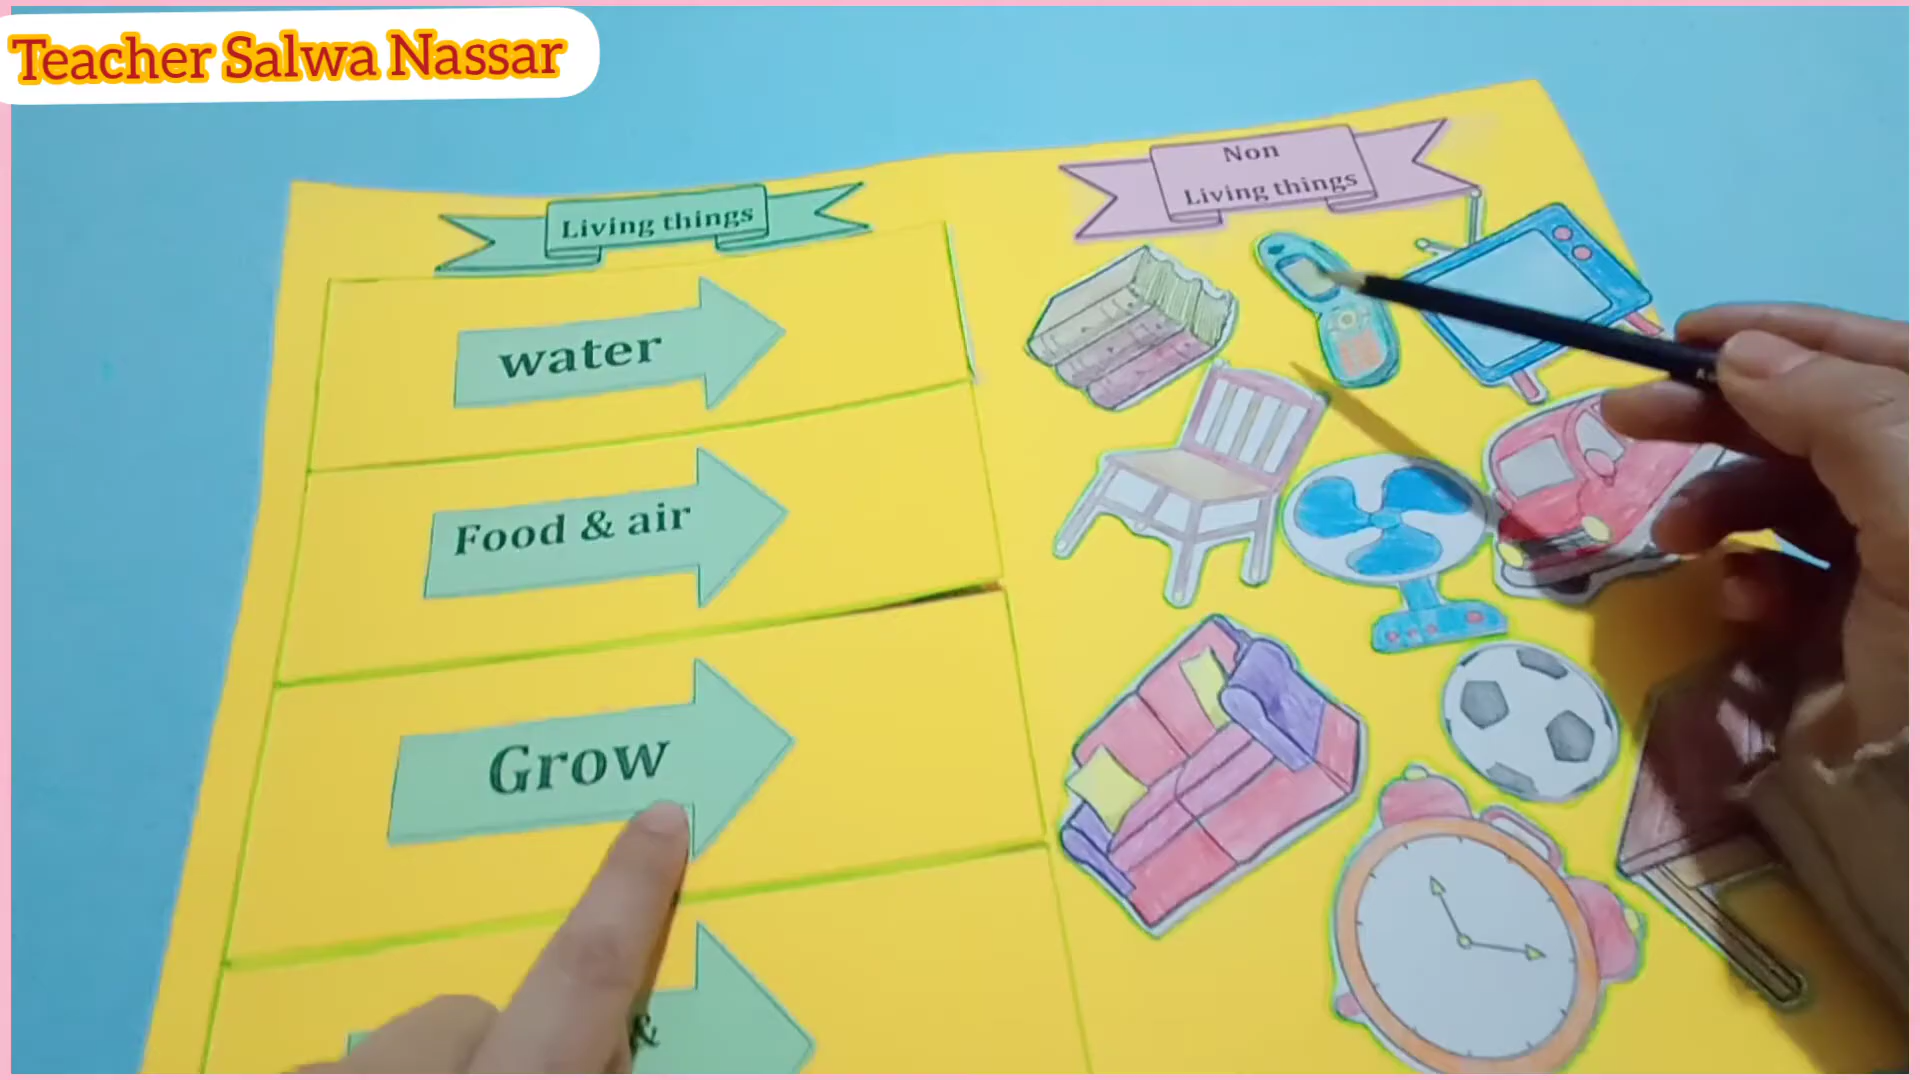 Teacher Salwa Nassar
Living things
Non
Living things
water
Food & air
Grow
&